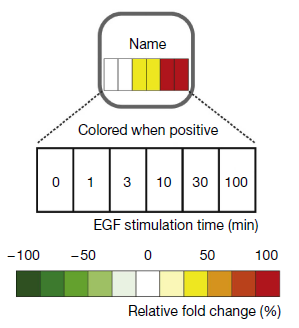 Name
Colored when positive
0 1 3 10 30 100
EGF stimulation time (min)
−100 −50 0 50 100
Relative fold change (%)